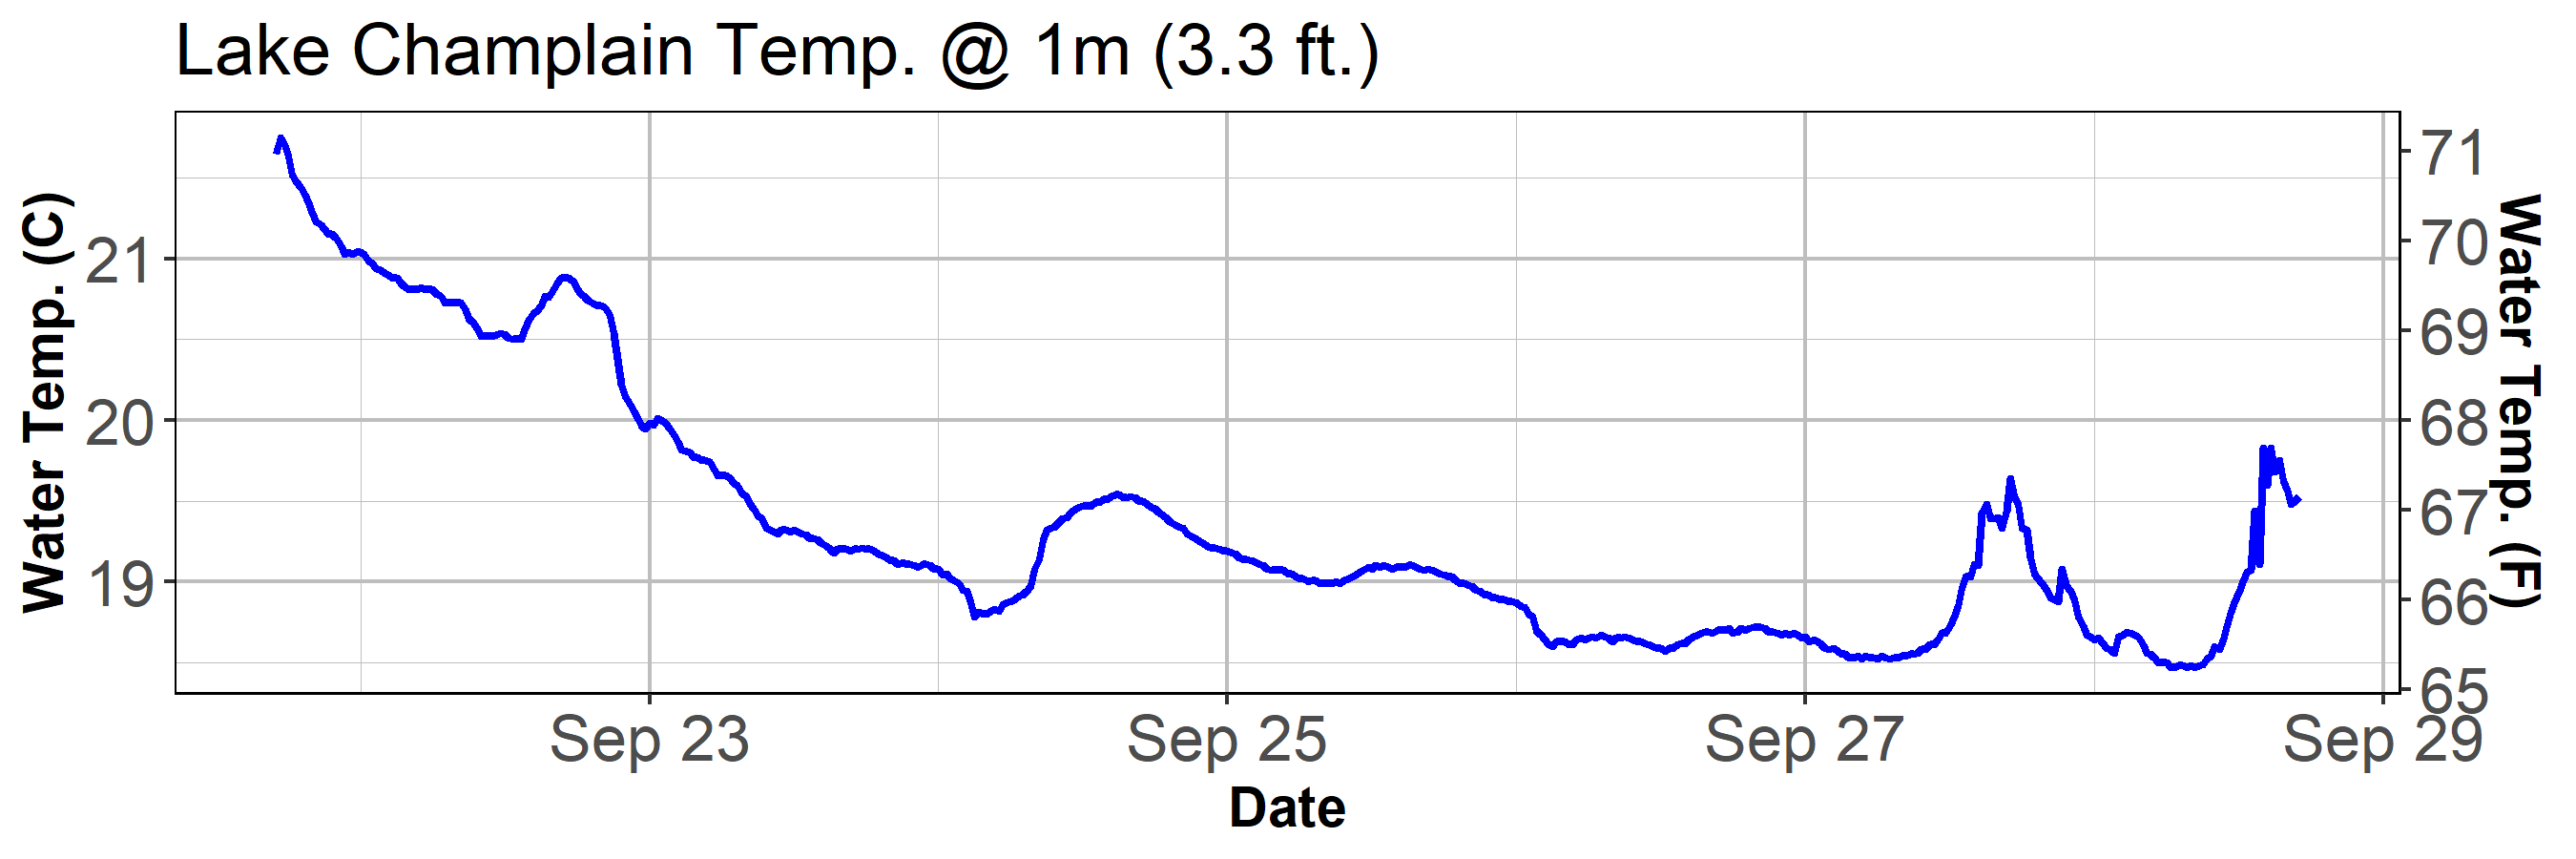 Lake Champlain Temp. @ 1m (3.3 ft.)
Water Temp. (C)
21
20
19
71
70
69
68
67
66
65
Water Temp. (F)
Sep 23
Sep 25
Sep 27
Sep 29
Date